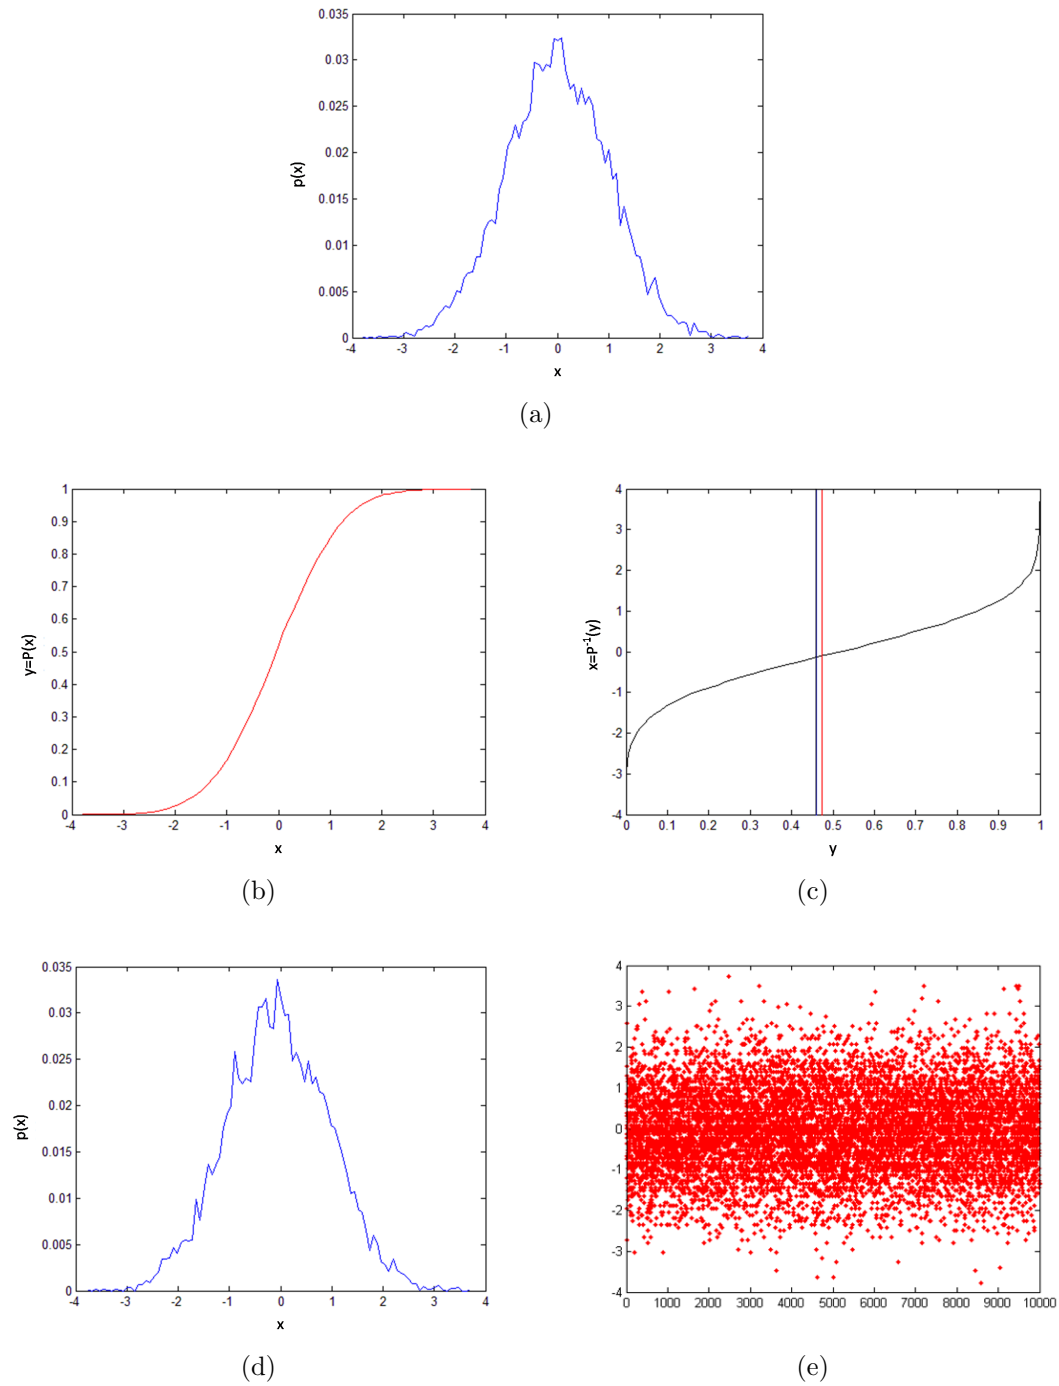 0.035
0.03
0.025
0.02
0.015
0.01
0.005
0
p(x)
-4 -3 -2 -1 0 1 2 3 4
x
(a)
1
0.9
0.8
0.7
0.6
0.5
0.4
0.3
0.2
0.1
0
y=P(x)
-4 -3 -2 -1 0 1 2 3 4
x
(b)
4
3
2
1
0
-1
-2
-3
-4
x=P⁻¹(y)
0 0.1 0.2 0.3 0.4 0.5 0.6 0.7 0.8 0.9 1
y
(c)
0.035
0.03
0.025
0.02
0.015
0.01
0.005
0
p(x)
-4 -3 -2 -1 0 1 2 3 4
x
(d)
4
3
2
1
0
-1
-2
-3
-4
0 1000 2000 3000 4000 5000 6000 7000 8000 9000 10000
(e)